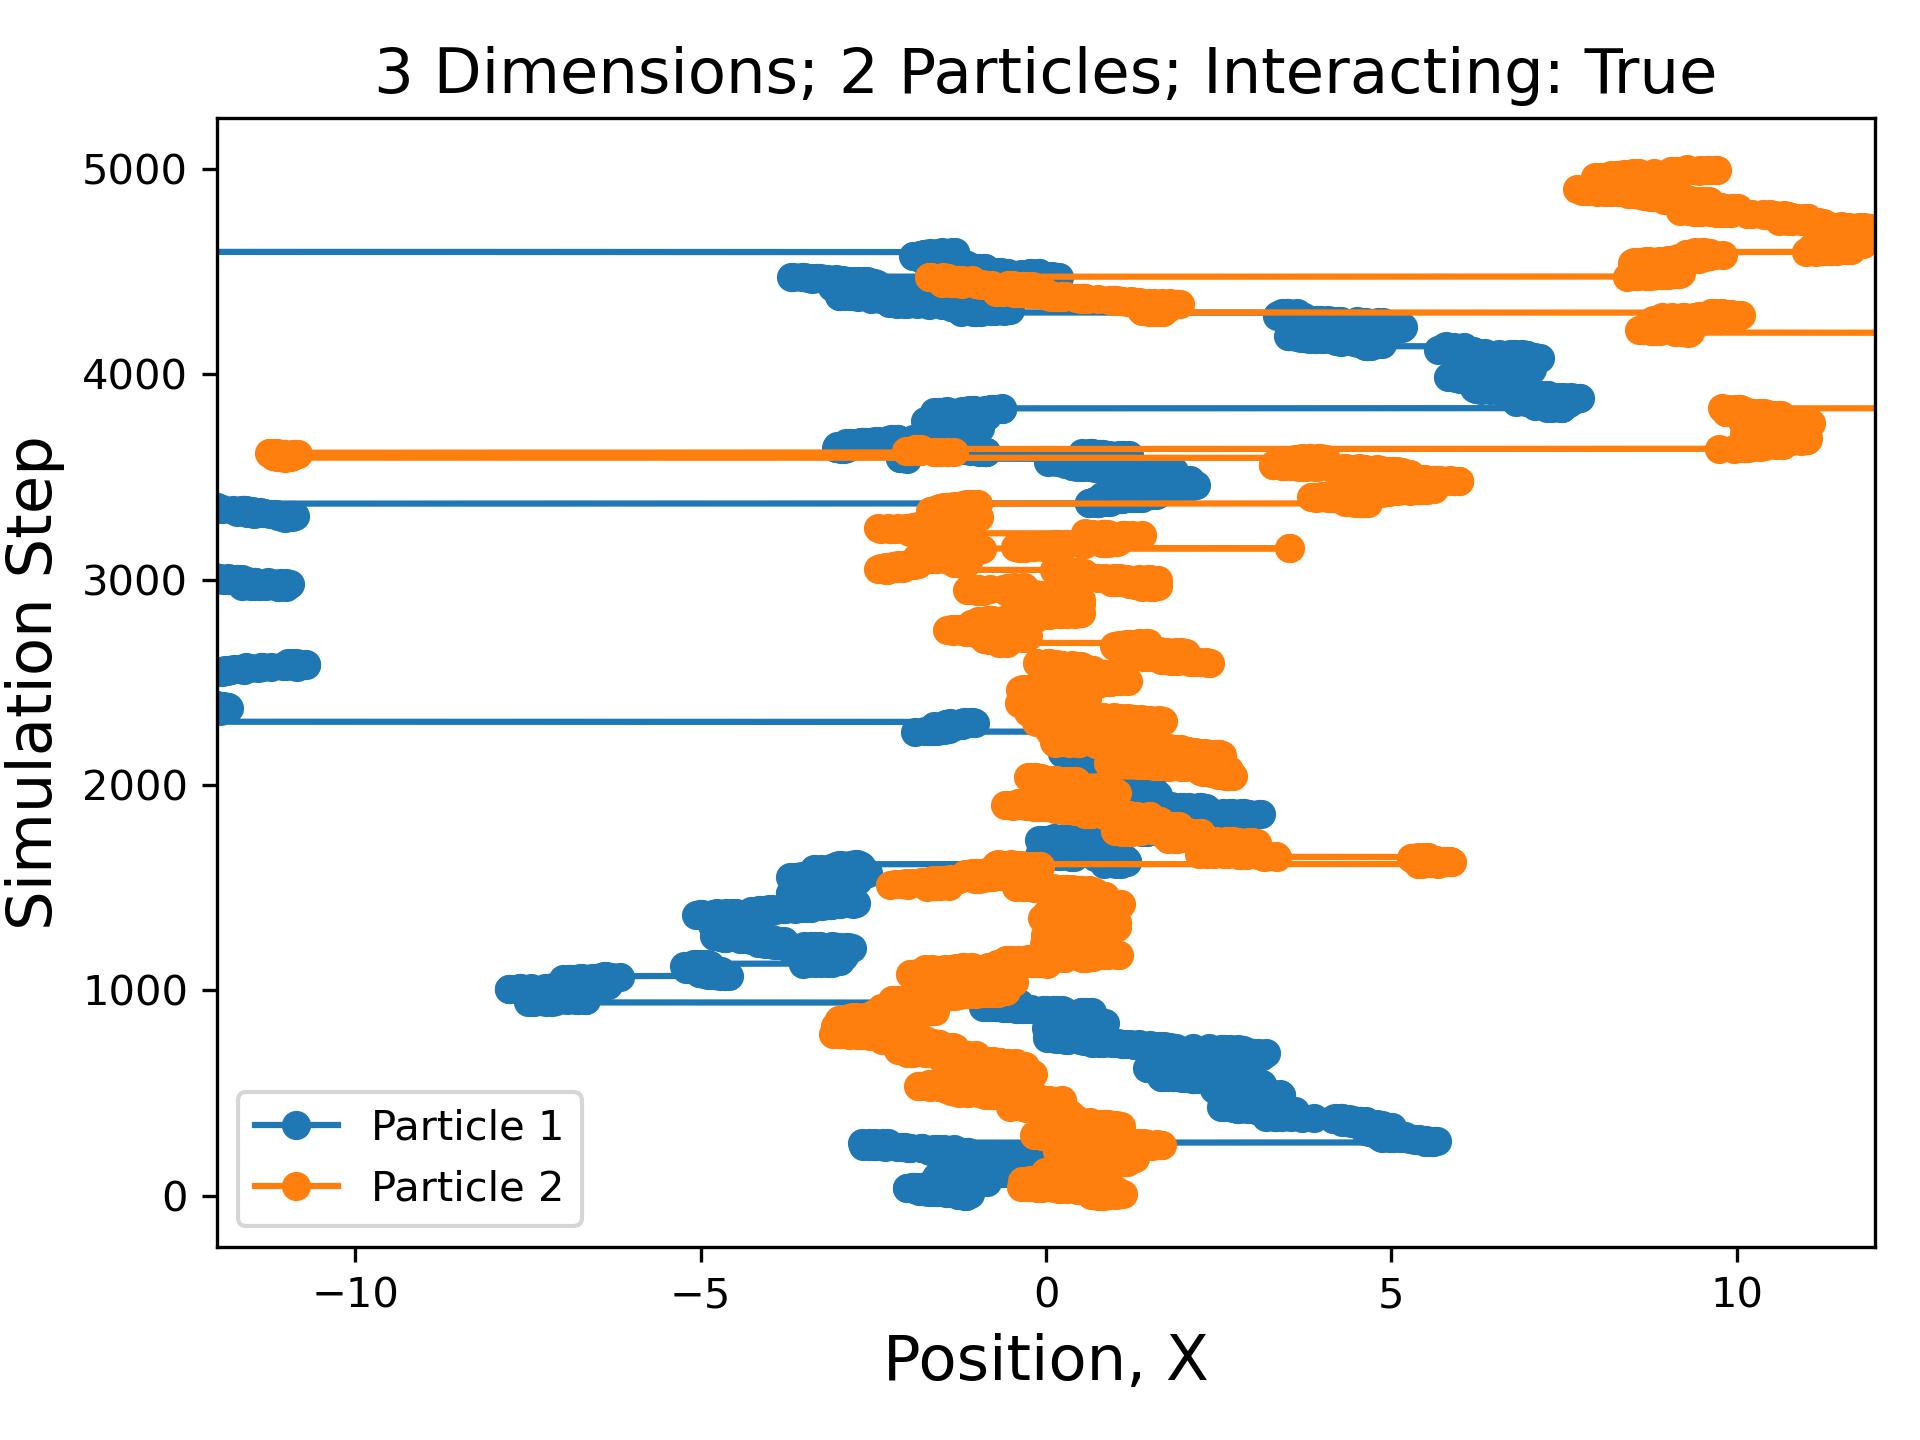 3 Dimensions; 2 Particles; Interacting: True
5000
4000
3000
2000
1000
0
Simulation Step
Particle 1
Particle 2
−10
−5
0
5
10
Position, X